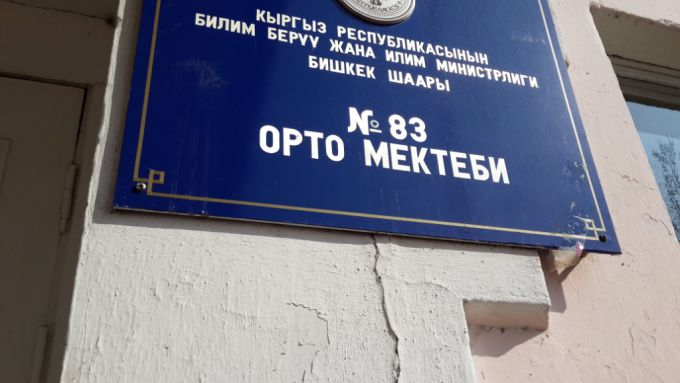 КЫРГЫЗ РЕСПУБЛИКАСЫНЫН
БИЛИМ БЕРҮҮ ЖАНА ИЛИМ МИНИСТРЛИГИ
БИШКЕК ШААРЫ
№ 83
ОРТО МЕКТЕБИ